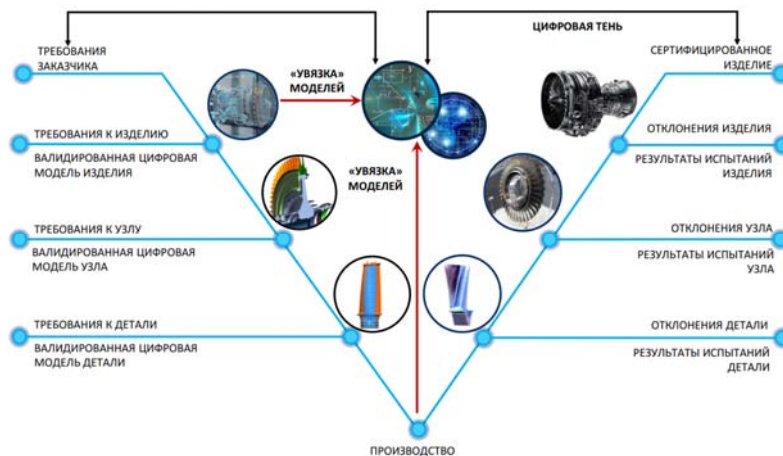 ТРЕБОВАНИЯ
ЗАКАЗЧИКА
«УВЯЗКА»
МОДЕЛЕЙ
ЦИФРОВАЯ ТЕНЬ
СЕРТИФИЦИРОВАННОЕ
ИЗДЕЛИЕ
ТРЕБОВАНИЯ К ИЗДЕЛИЮ
ВАЛИДИРОВАННАЯ ЦИФРОВАЯ
МОДЕЛЬ ИЗДЕЛИЯ
«УВЯЗКА»
МОДЕЛЕЙ
ОТКЛОНЕНИЯ ИЗДЕЛИЯ
РЕЗУЛЬТАТЫ ИСПЫТАНИЙ
ИЗДЕЛИЯ
ТРЕБОВАНИЯ К УЗЛУ
ВАЛИДИРОВАННАЯ ЦИФРОВАЯ
МОДЕЛЬ УЗЛА
ОТКЛОНЕНИЯ УЗЛА
РЕЗУЛЬТАТЫ ИСПЫТАНИЙ
УЗЛА
ТРЕБОВАНИЯ К ДЕТАЛИ
ВАЛИДИРОВАННАЯ ЦИФРОВАЯ
МОДЕЛЬ ДЕТАЛИ
ОТКЛОНЕНИЯ ДЕТАЛИ
РЕЗУЛЬТАТЫ ИСПЫТАНИЙ
ДЕТАЛИ
ПРОИЗВОДСТВО